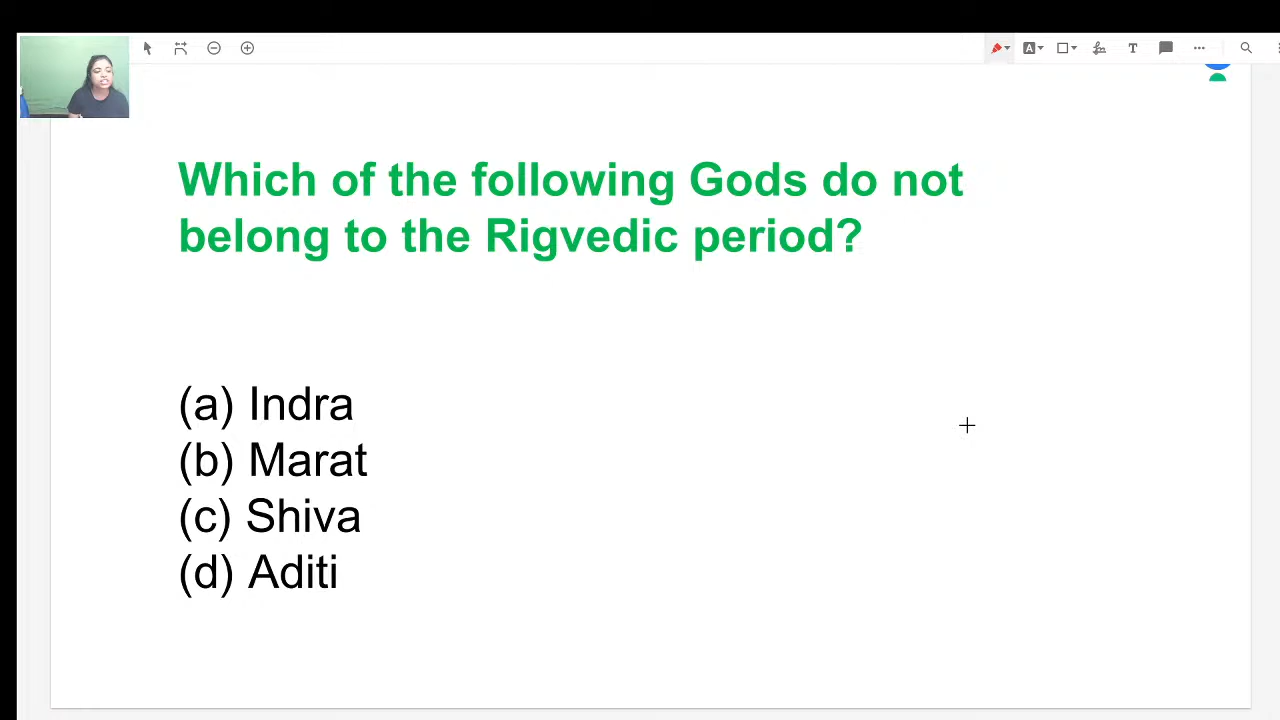 Which of the following Gods do not
belong to the Rigvedic period?
(a) Indra
(b) Marat
(c) Shiva
(d) Aditi